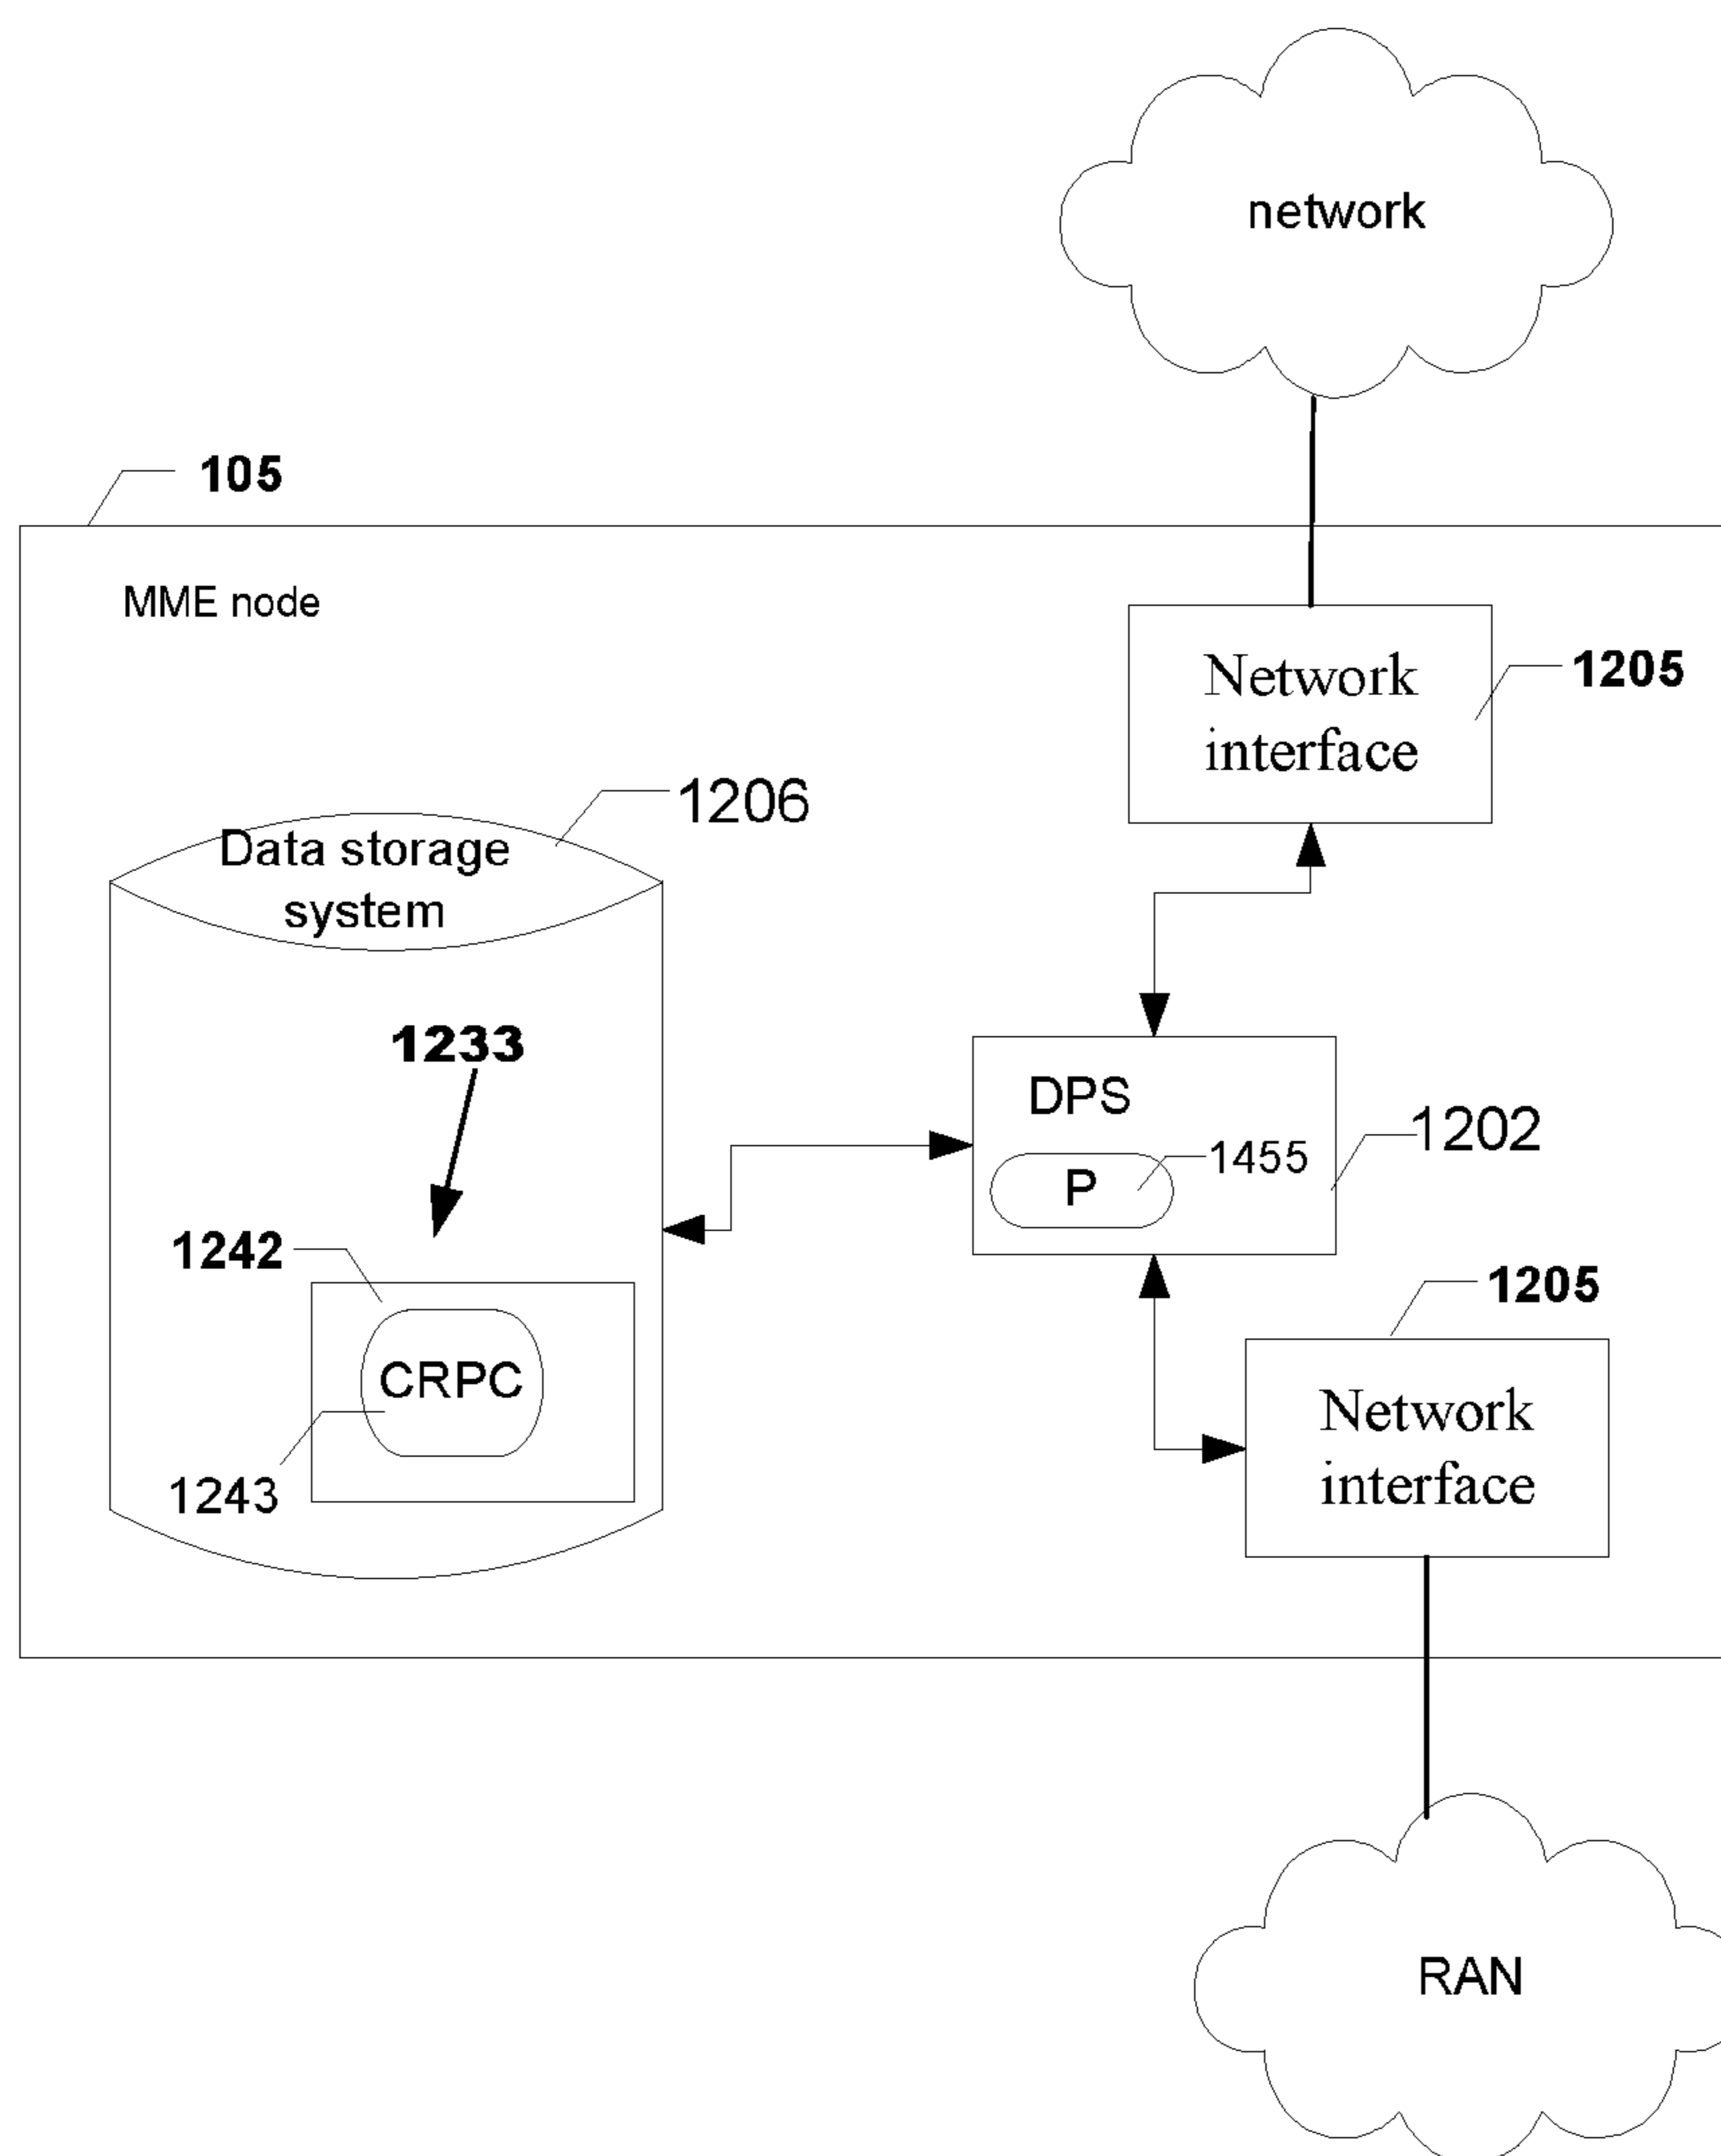 network
105
MME node
Network
interface
1205
1206
Data storage
system
1233
DPS
1202
P
1455
1242
1205
CRPC
Network
interface
1243
RAN